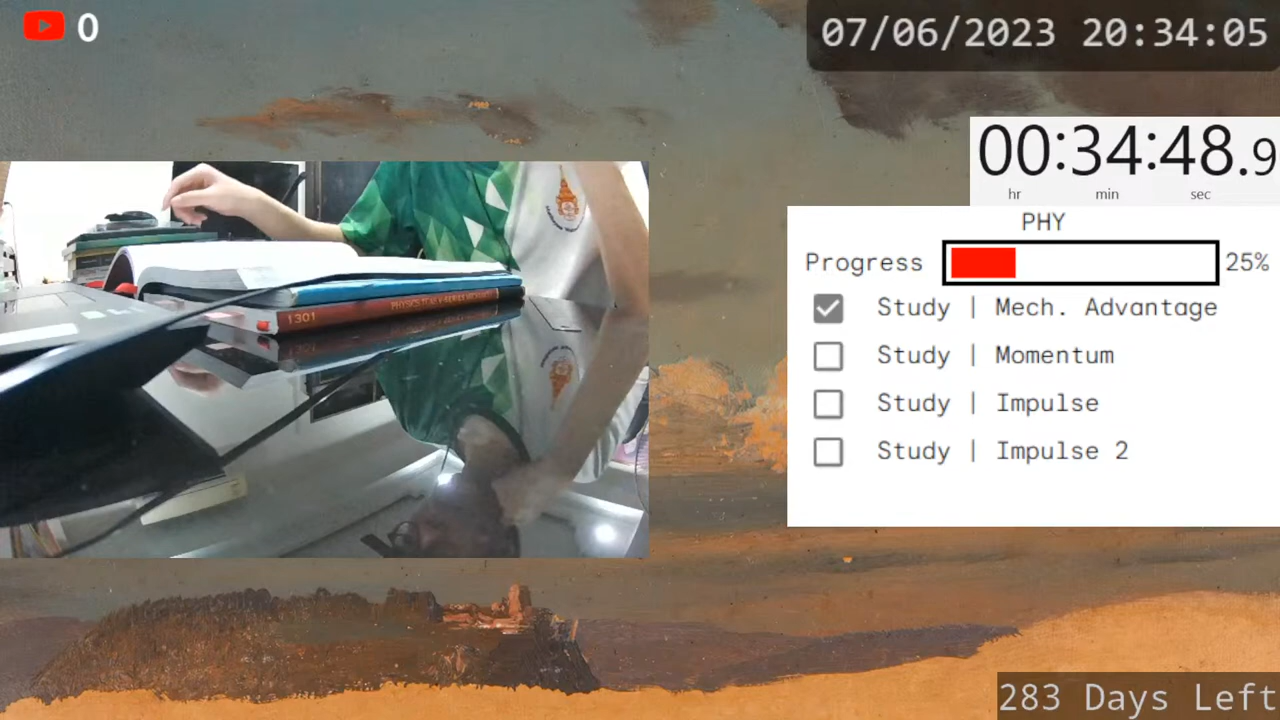 0
07/06/2023 20:34:05
00:34:48.9
hr min sec
PHY
Progress 25%
Study | Mech. Advantage
Study | Momentum
Study | Impulse
Study | Impulse 2
1301
283 Days Left